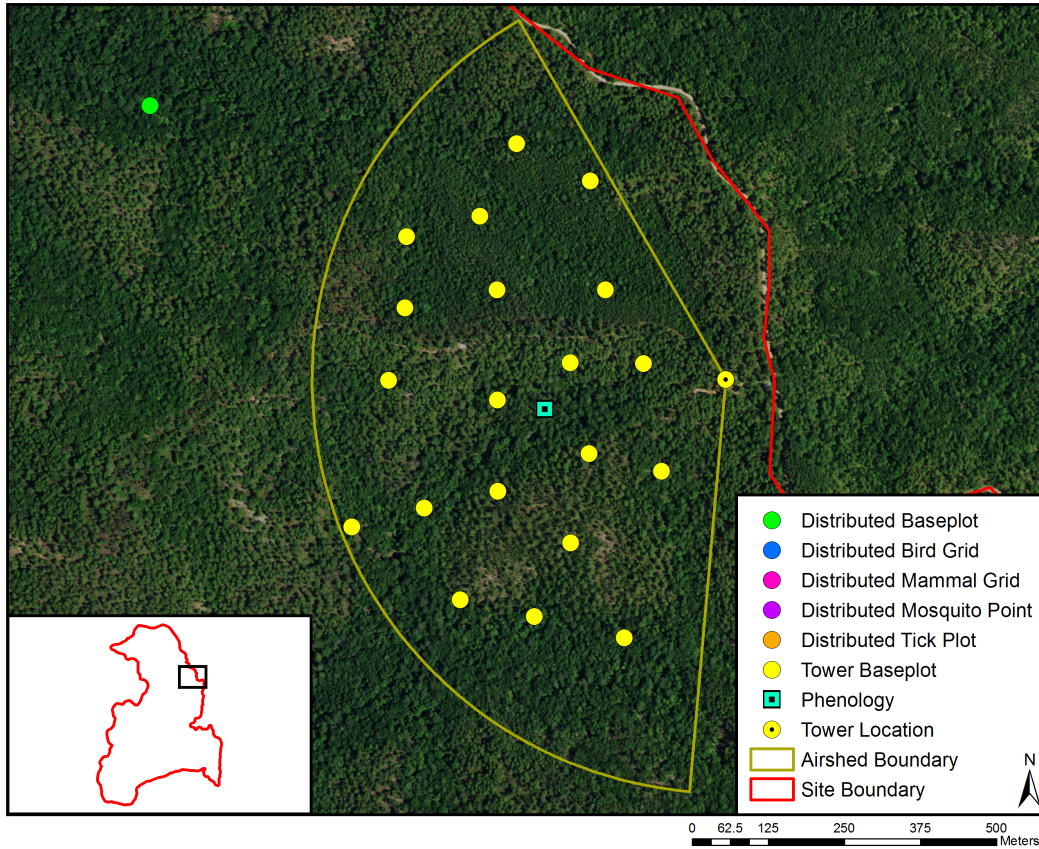 Distributed Baseplot
Distributed Bird Grid
Distributed Mammal Grid
Distributed Mosquito Point
Distributed Tick Plot
Tower Baseplot
Phenology
Tower Location
Airshed Boundary
Site Boundary
N
0 62.5 125 250 375 500
Meters